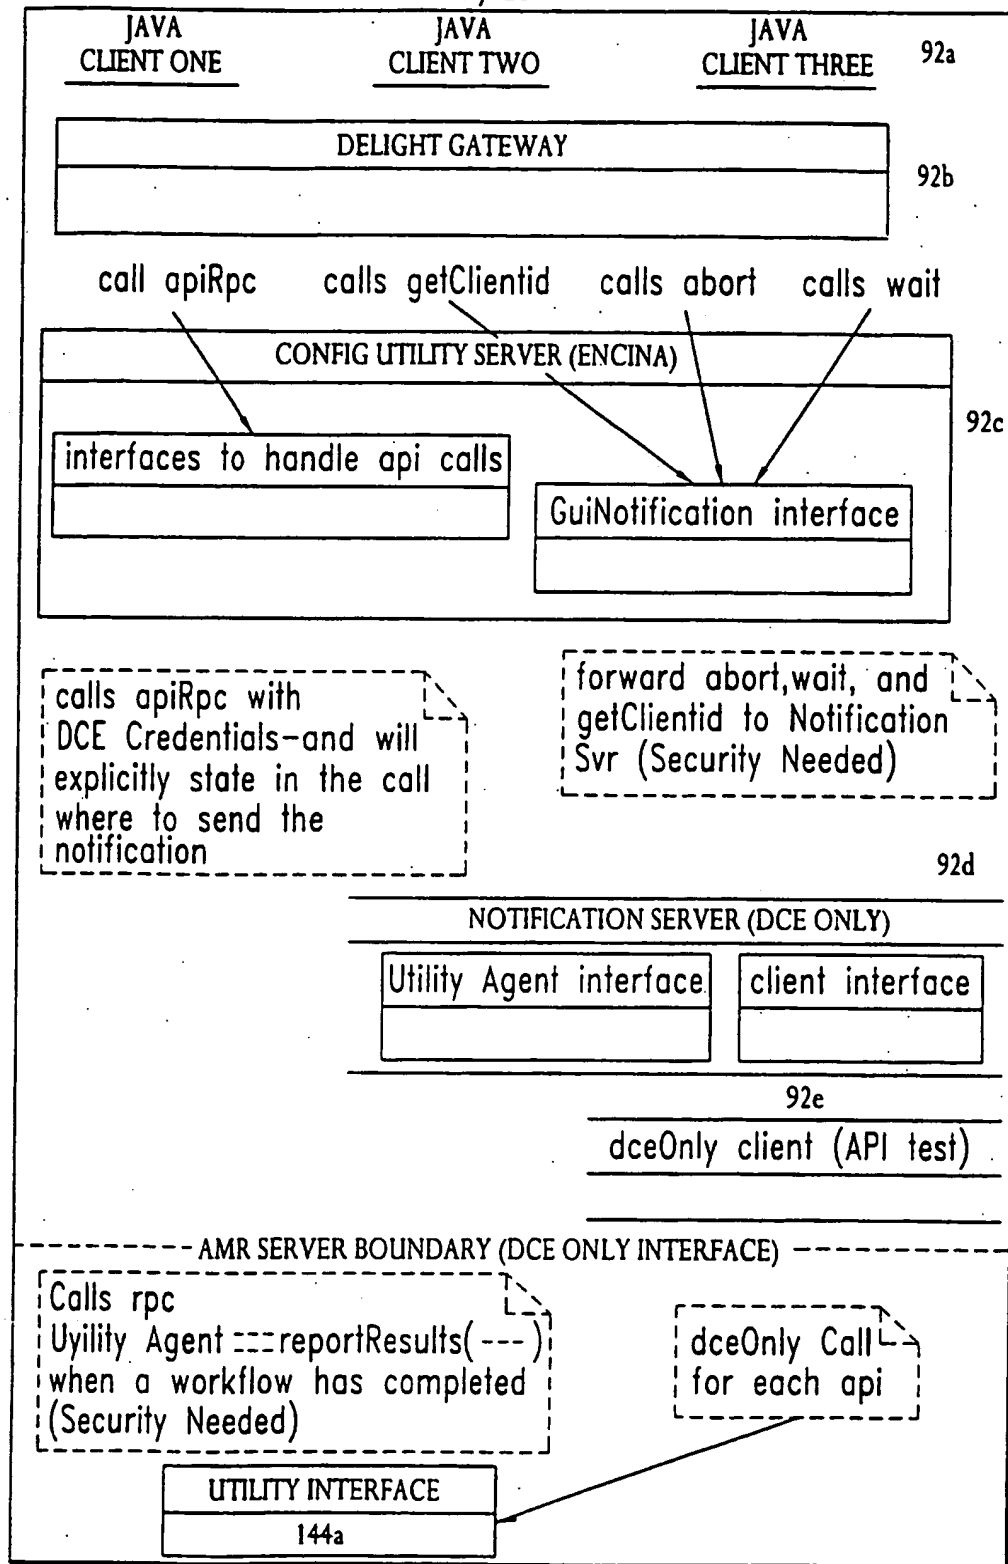 JAVA
CLIENT ONE
JAVA
CLIENT TWO
JAVA
CLIENT THREE
92a
DELIGHT GATEWAY
92b
call apiRpc
calls getClientid
calls abort
calls wait
CONFIG UTILITY SERVER (ENCINA)
92c
interfaces to handle api calls
GuiNotification interface
calls apiRpc with
DCE Credentials-and will
explicitly state in the call
where to send the
notification
forward abort,wait, and
getClientid to Notification
Svr (Security Needed)
92d
NOTIFICATION SERVER (DCE ONLY)
Utility Agent interface
client interface
92e
dceOnly client (API test)
AMR SERVER BOUNDARY (DCE ONLY INTERFACE)
Calls rpc
Uyility Agent :::reportResults( --- )
when a workflow has completed
(Security Needed)
dceOnly Call
for each api
UTILITY INTERFACE
144a